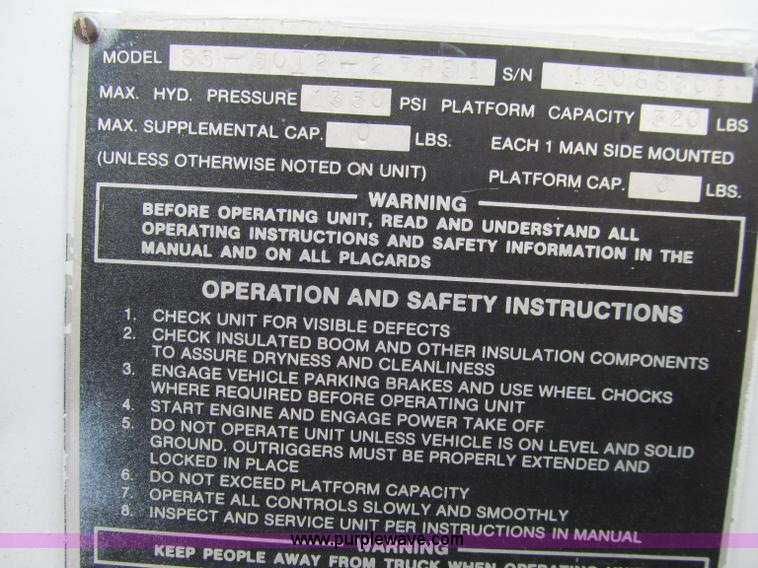 MODEL S/N
MAX. HYD. PRESSURE 1350 PSI PLATFORM CAPACITY 320 LBS
MAX. SUPPLEMENTAL CAP. 0 LBS. EACH 1 MAN SIDE MOUNTED
(UNLESS OTHERWISE NOTED ON UNIT) PLATFORM CAP. 0 LBS.
WARNING
BEFORE OPERATING UNIT, READ AND UNDERSTAND ALL
OPERATING INSTRUCTIONS AND SAFETY INFORMATION IN THE
MANUAL AND ON ALL PLACARDS
OPERATION AND SAFETY INSTRUCTIONS
1. CHECK UNIT FOR VISIBLE DEFECTS
2. CHECK INSULATED BOOM AND OTHER INSULATION COMPONENTS
TO ASSURE DRYNESS AND CLEANLINESS
3. ENGAGE VEHICLE PARKING BRAKES AND USE WHEEL CHOCKS
WHERE REQUIRED BEFORE OPERATING UNIT
4. START ENGINE AND ENGAGE POWER TAKE OFF
5. DO NOT OPERATE UNIT UNLESS VEHICLE IS ON LEVEL AND SOLID
GROUND. OUTRIGGERS MUST BE PROPERLY EXTENDED AND
LOCKED IN PLACE
6. DO NOT EXCEED PLATFORM CAPACITY
7. OPERATE ALL CONTROLS SLOWLY AND SMOOTHLY
8. INSPECT AND SERVICE UNIT PER INSTRUCTIONS IN MANUAL
www.purplewave.com
WARNING
KEEP PEOPLE AWAY FROM TRUCK WHEN OPERATING UNIT